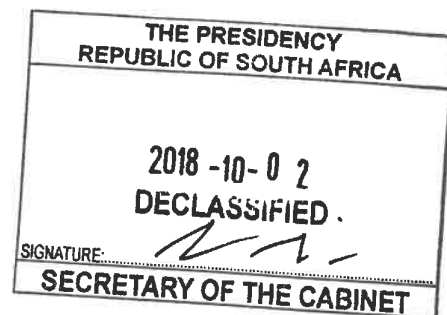 THE PRESIDENCY
REPUBLIC OF SOUTH AFRICA
2018 -10- 0 2
DECLASSIFIED .
SIGNATURE:
SECRETARY OF THE CABINET